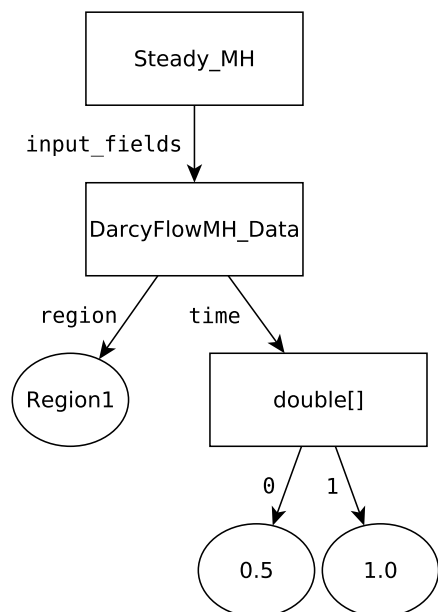 Steady_MH
input_fields
DarcyFlowMH_Data
region
time
Region1
double[]
0
1
0.5
1.0